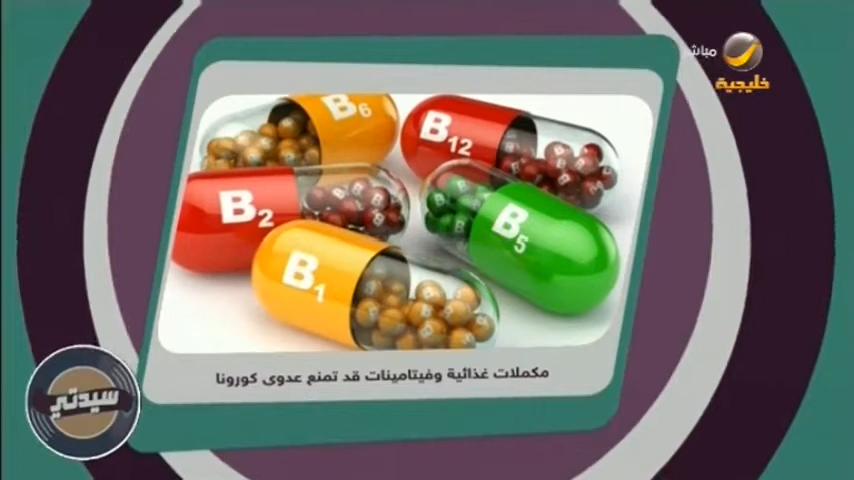 مباشر
خليجية
B6
B12
B2
B5
B1
مكملات غذائية وفيتامينات قد تمنع عدوى كورونا
سيدتي